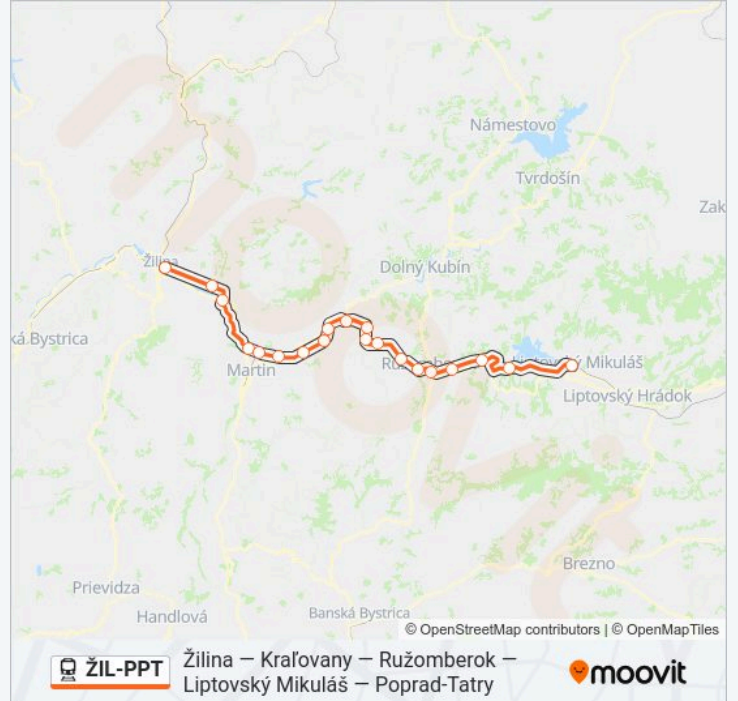 Námestovo
Tvrdošín
Zak
Žilina
Dolný Kubín
ká Bystrica
Liptovský Mikuláš
Martin
Liptovský Hrádok
Brezno
Prievidza
Banská Bystrica
Handlová
© OpenStreetMap contributors | © OpenMapTiles
ŽIL-PPT
Žilina — Kraľovany — Ružomberok —
Liptovský Mikuláš — Poprad-Tatry
moovit